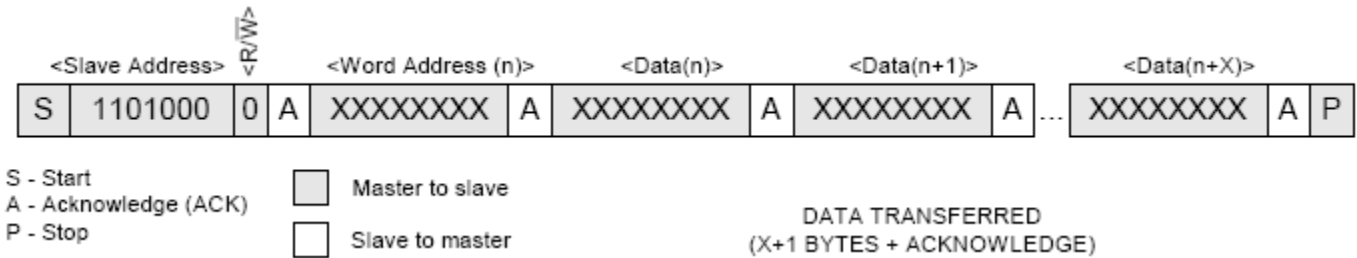 <R/W>
<Slave Address> <Word Address (n)> <Data(n)> <Data(n+1)> <Data(n+X)>
S 1101000 0 A XXXXXXXX A XXXXXXXX A XXXXXXXX A ... XXXXXXXX A P
S - Start
A - Acknowledge (ACK)
P - Stop
Master to slave
Slave to master
DATA TRANSFERRED
(X+1 BYTES + ACKNOWLEDGE)